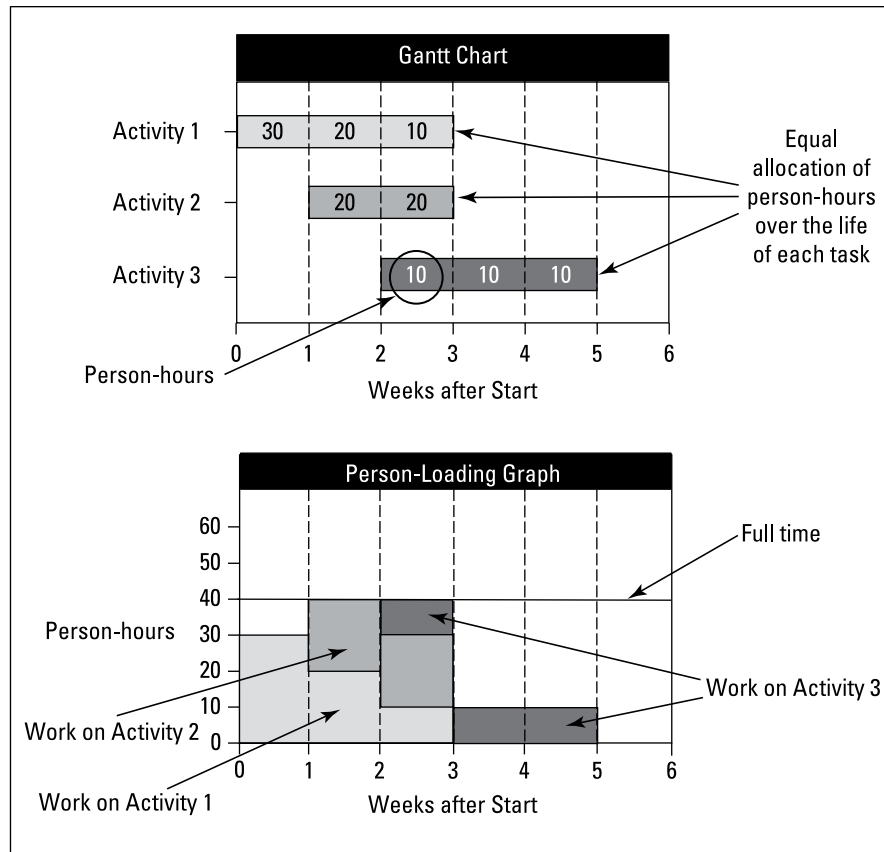 Gantt Chart
Activity 1
30 20 10
Activity 2
20 20
Activity 3
10 10 10
Equal
allocation of
person-hours
over the life
of each task
0 1 2 3 4 5 6
Person-hours
Weeks after Start
Person-Loading Graph
60
50
40
30
20
10
0
Person-hours
Full time
Work on Activity 3
Work on Activity 2
Work on Activity 1
0 1 2 3 4 5 6
Weeks after Start